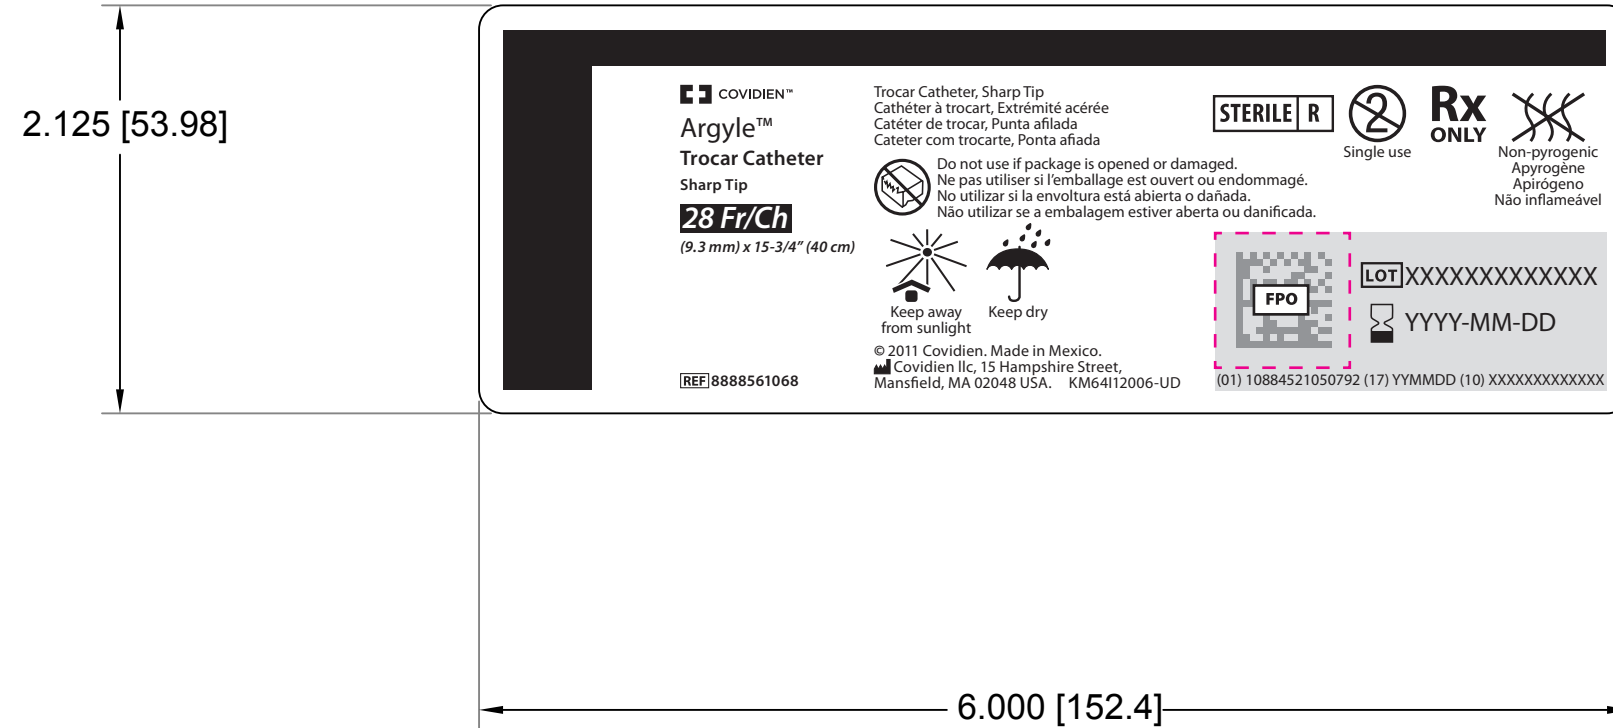 2.125 [53.98]
COVIDIEN™
Argyle™
Trocar Catheter
Sharp Tip
28 Fr/Ch
(9.3 mm) x 15-3/4" (40 cm)
REF 8888561068
Trocar Catheter, Sharp Tip
Cathéter à trocart, Extrémité acérée
Catéter de trocar, Punta afilada
Cateter com trocarte, Ponta afiada
Do not use if package is opened or damaged.
Ne pas utiliser si l'emballage est ouvert ou endommagé.
No utilizar si la envoltura está abierta o dañada.
Não utilizar se a embalagem estiver aberta ou danificada.
Keep away
from sunlight
Keep dry
© 2011 Covidien. Made in Mexico.
Covidien llc, 15 Hampshire Street,
Mansfield, MA 02048 USA. KM64I12006-UD
STERILE R
2
Single use
Rx
ONLY
Non-pyrogenic
Apyrogène
Apirógeno
Não inflameável
FPO
LOT XXXXXXXXXXXXX
YYYY-MM-DD
(01) 10884521050792 (17) YYMMDD (10) XXXXXXXXXXXXX
6.000 [152.4]